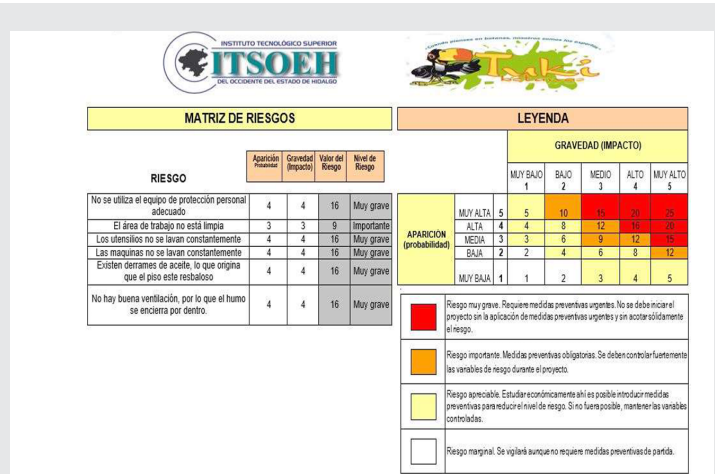 INSTITUTO TECNOLÓGICO SUPERIOR
ITSOEH
DEL OCCIDENTE DEL ESTADO DE HIDALGO
Tuki
MATRIZ DE RIESGOS
RIESGO
Aparición Probabilidad
Gravedad (Impacto)
Valor del Riesgo
Nivel de Riesgo
No se utiliza el equipo de protección personal
adecuado
4 4 16 Muy grave
El área de trabajo no está limpia 3 3 9 Importante
Los utensilios no se lavan constantemente 4 4 16 Muy grave
Las maquinas no se lavan constantemente 4 4 16 Muy grave
Existen derrames de aceite, lo que origina
que el piso este resbaloso
4 4 16 Muy grave
No hay buena ventilación, por lo que el humo
se encierra por dentro.
4 4 16 Muy grave
LEYENDA
GRAVEDAD (IMPACTO)
MUY BAJO BAJO MEDIO ALTO MUY ALTO
1 2 3 4 5
APARICIÓN
(probabilidad)
MUY ALTA 5 5 10 15 20 25
ALTA 4 4 8 12 16 20
MEDIA 3 3 6 9 12 15
BAJA 2 2 4 6 8 12
MUY BAJA 1 1 2 3 4 5
Riesgo muy grave. Requiere medidas preventivas urgentes. No se debe iniciar el
proyecto sin la aplicación de medidas preventivas urgentes y sin acotar sólidamente
el riesgo.
Riesgo importante. Medidas preventivas obligatorias. Se deben controlar fuertemente
las variables de riesgo durante el proyecto.
Riesgo apreciable. Estudiar económicamente ahí es posible introducir medidas
preventivas para reducir el nivel de riesgo. Si no fuera posible, mantener las variables
controladas.
Riesgo marginal. Se vigilará aunque no requiere medidas preventivas de partida.